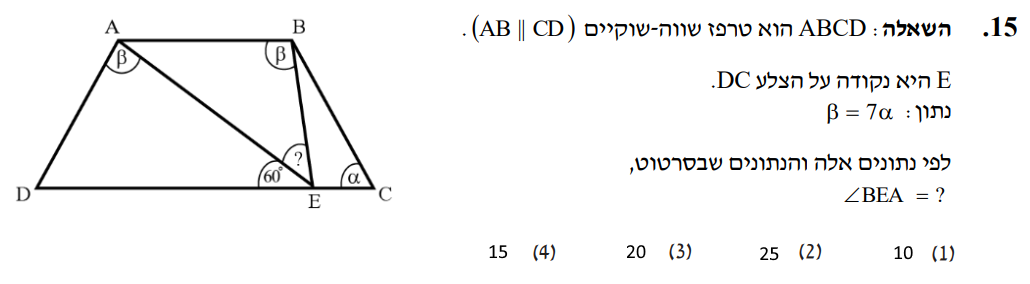 15. השאלה : ABCD הוא טרפז שווה-שוקיים (AB || CD) .
E היא נקודה על הצלע DC.
נתון : β = 7α
לפי נתונים אלה והנתונים שבסרטוט,
∠BEA = ?
(1) 10 (2) 25 (3) 20 (4) 15
A B
β β
60° ? α
D E C